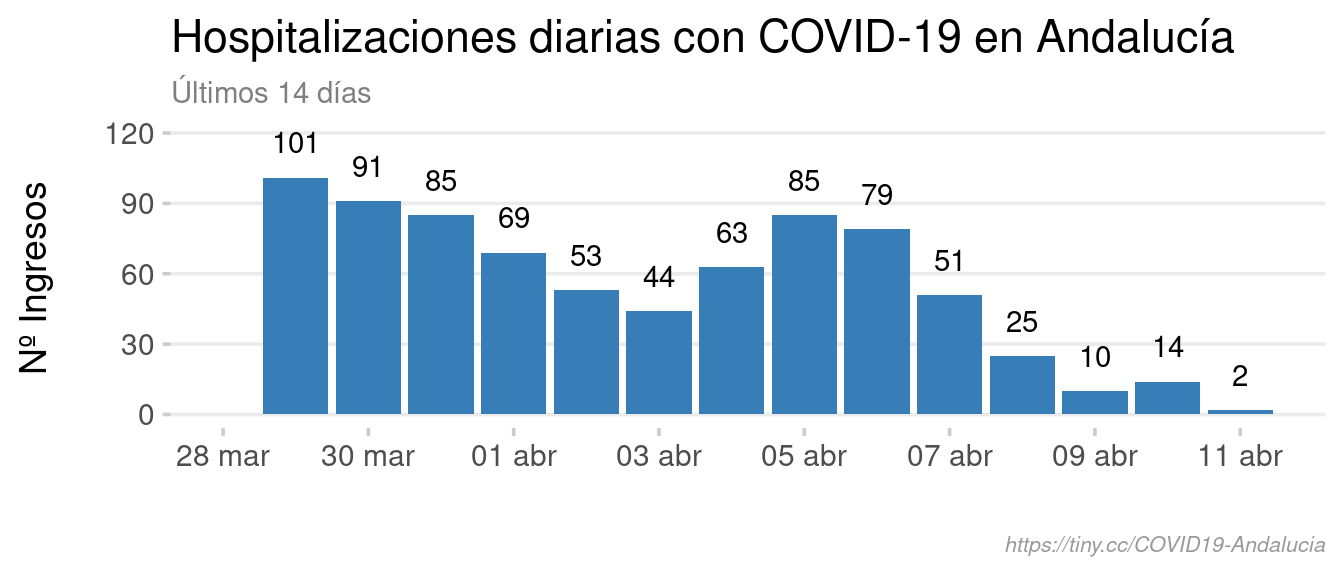 Hospitalizaciones diarias con COVID-19 en Andalucía
Últimos 14 días
Nº Ingresos
120
90
60
30
0
101
91
85
69
53
44
63
85
79
51
25
10
14
2
28 mar
30 mar
01 abr
03 abr
05 abr
07 abr
09 abr
11 abr
https://tiny.cc/COVID19-Andalucia